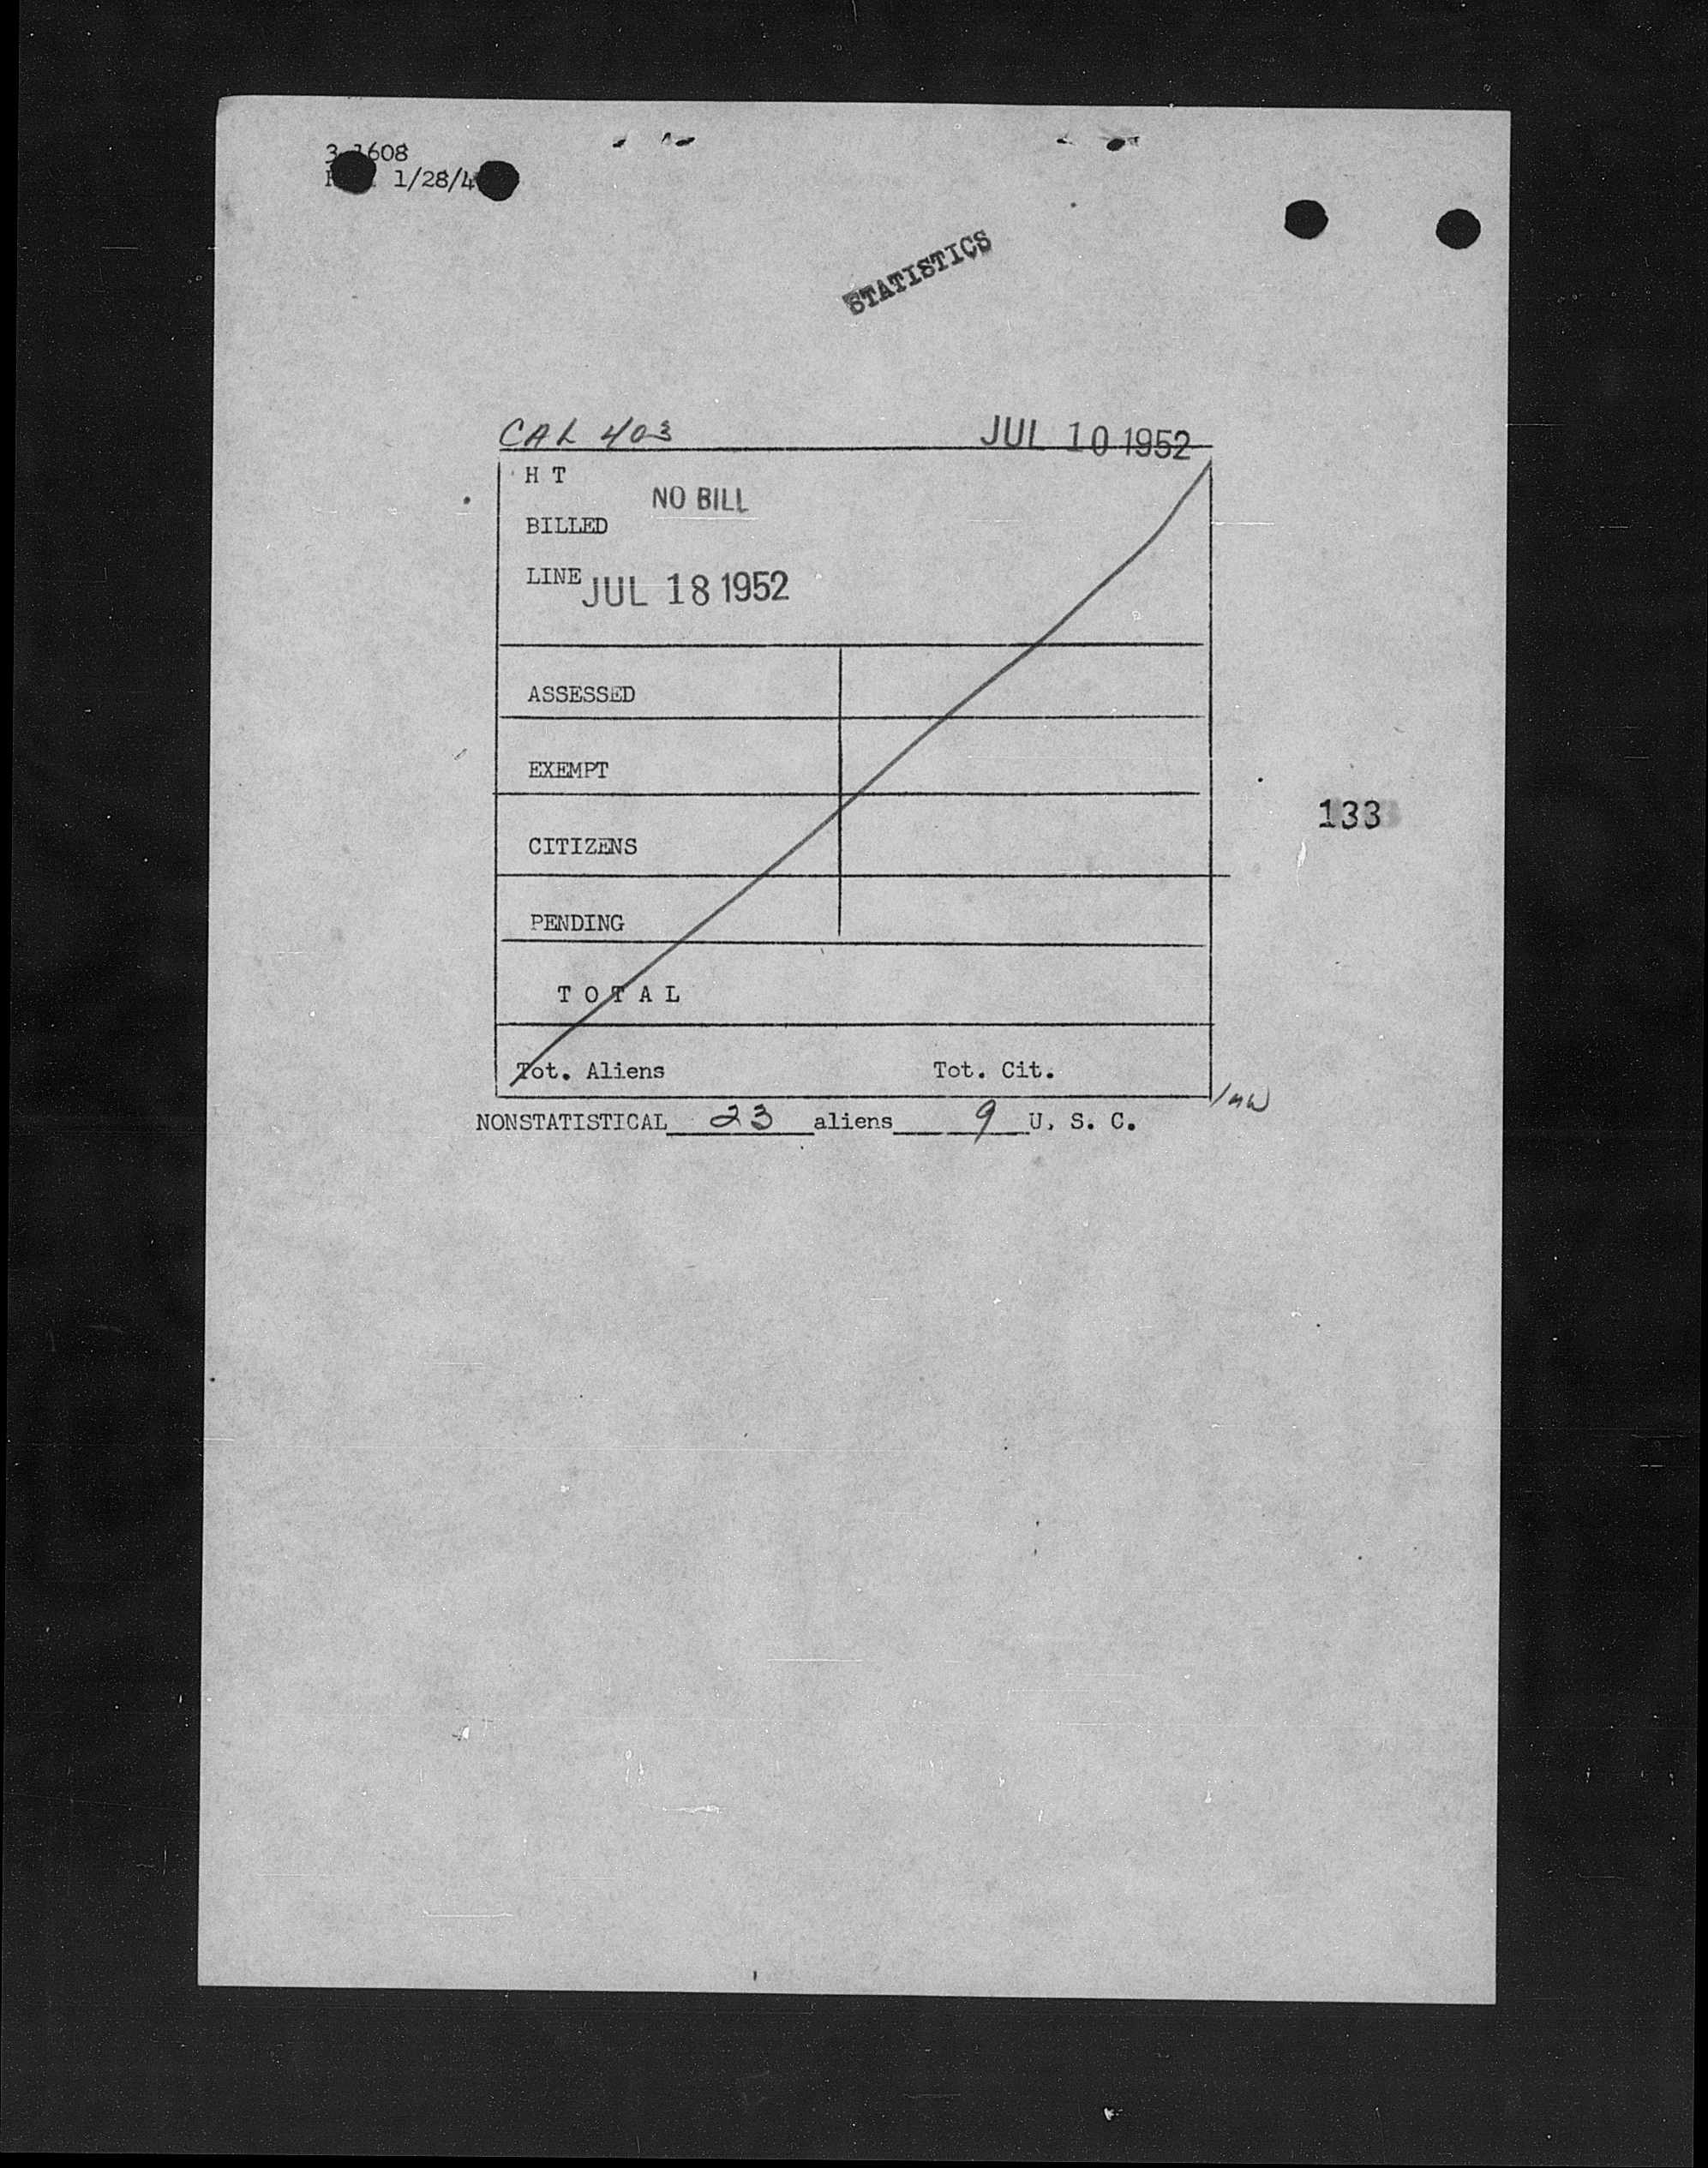 3-1608
1/28/4
STATISTICS
CAL 403 JUL 10 1952
H T
NO BILL
BILLED
LINE JUL 18 1952
ASSESSED
EXEMPT
CITIZENS
133
PENDING
T O T A L
Tot. Aliens Tot. Cit.
NONSTATISTICAL 23 aliens 9 U. S. C.